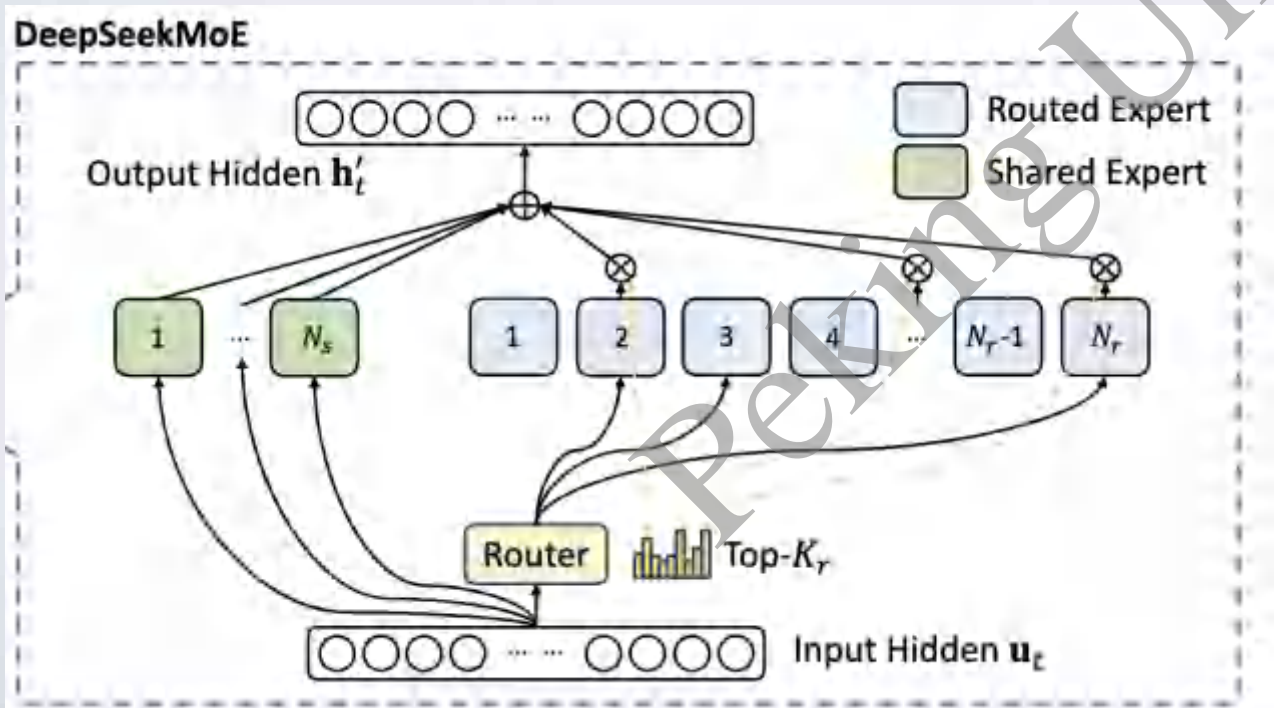 DeepSeekMoE
... ...
Output Hidden h′ₜ
Routed Expert
Shared Expert
1 ... Nₛ 1 2 3 4 ... Nᵣ-1 Nᵣ
Router Top-Kᵣ
... ...
Input Hidden uₜ